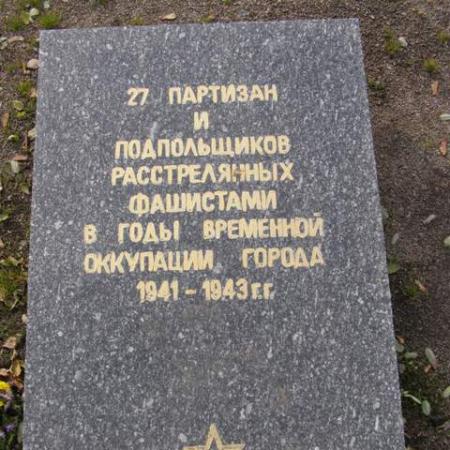 27 ПАРТИЗАН
И
ПОДПОЛЬЩИКОВ
РАССТРЕЛЯННЫХ
ФАШИСТАМИ
В ГОДЫ ВРЕМЕННОЙ
ОККУПАЦИИ ГОРОДА
1941 - 1943 г.г.